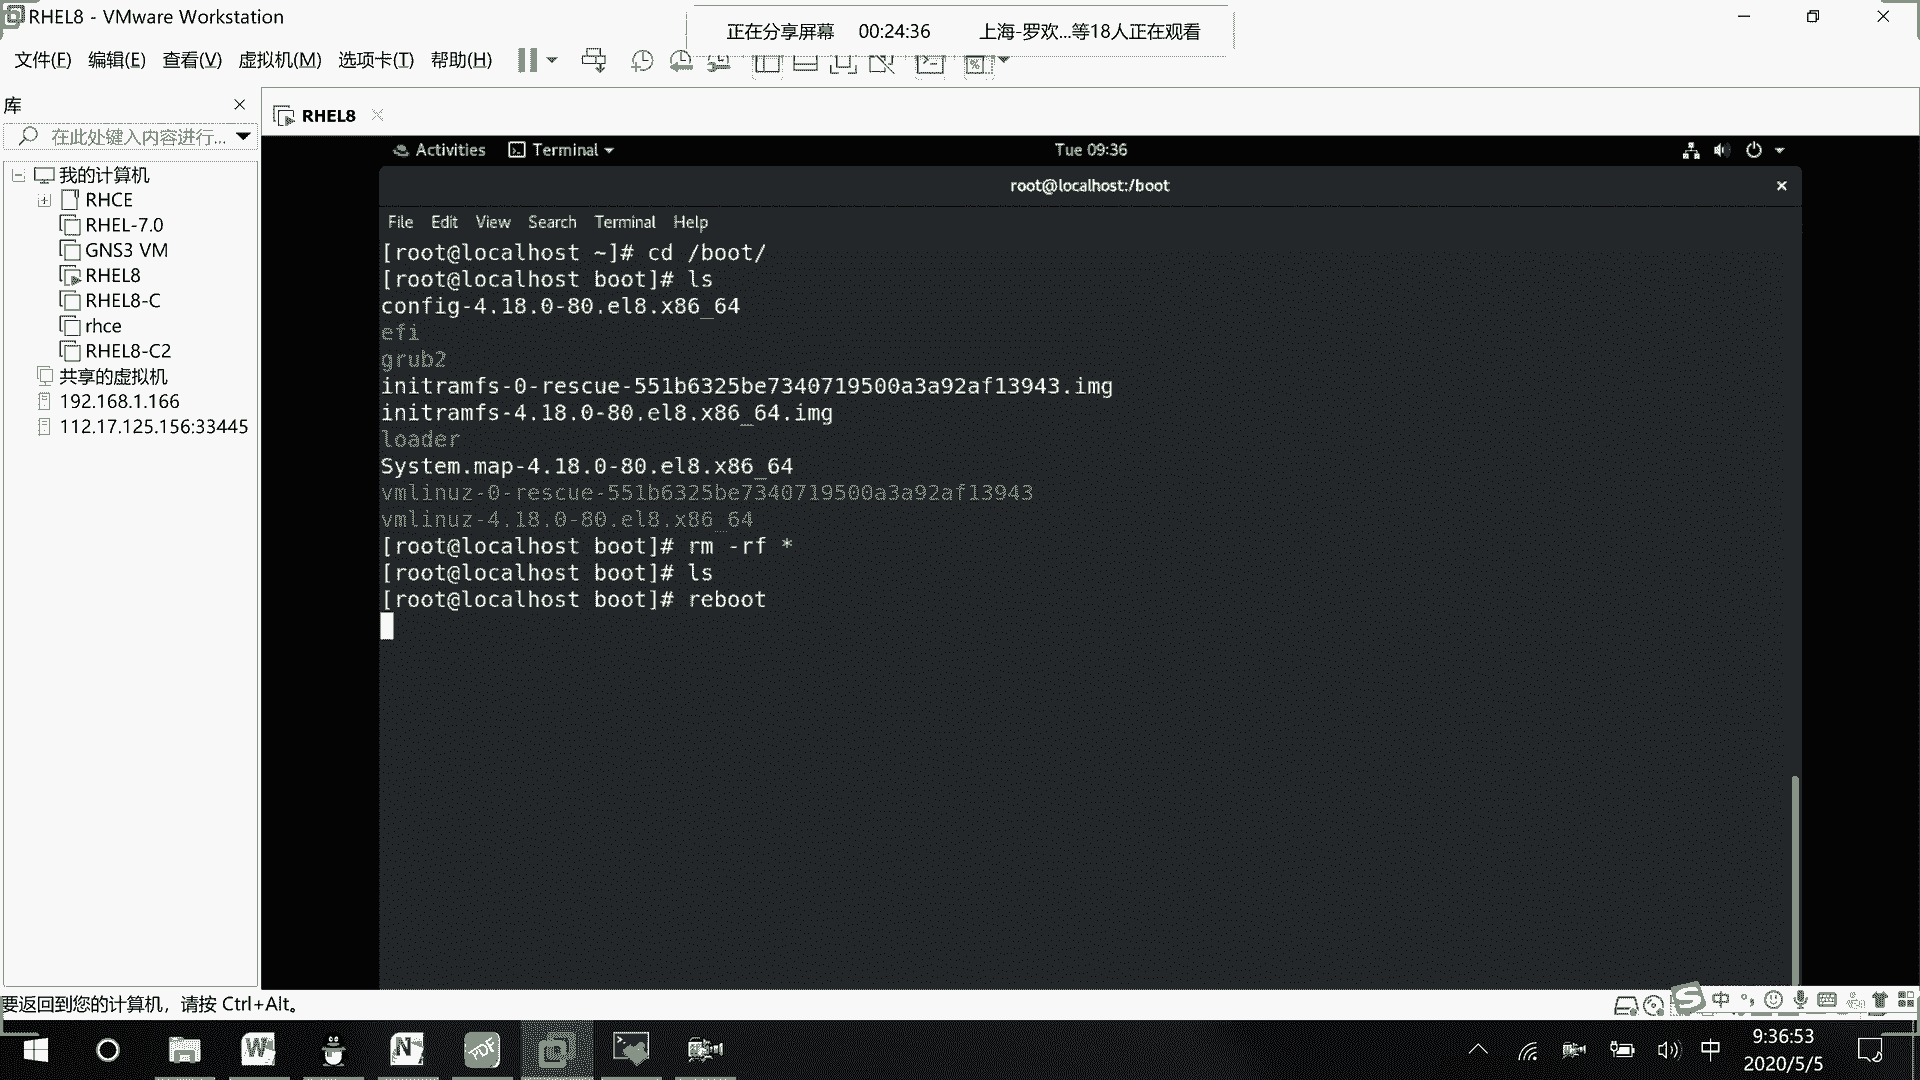 RHEL8 - VMware Workstation
正在分享屏幕 00:24:36 上海-罗欢...等18人正在观看
文件(F) 编辑(E) 查看(V) 虚拟机(M) 选项卡(T) 帮助(H)
库
在此处键入内容进行...
我的计算机
RHCE
RHEL-7.0
GNS3 VM
RHEL8
RHEL8-C
rhce
RHEL8-C2
共享的虚拟机
192.168.1.166
112.17.125.156:33445
RHEL8
Activities Terminal Tue 09:36
root@localhost:/boot
File Edit View Search Terminal Help
[root@localhost ~]# cd /boot/
[root@localhost boot]# ls
config-4.18.0-80.el8.x86_64
efi
grub2
initramfs-0-rescue-551b6325be7340719500a3a92af13943.img
initramfs-4.18.0-80.el8.x86_64.img
loader
System.map-4.18.0-80.el8.x86_64
vmlinuz-0-rescue-551b6325be7340719500a3a92af13943
vmlinuz-4.18.0-80.el8.x86_64
[root@localhost boot]# rm -rf *
[root@localhost boot]# ls
[root@localhost boot]# reboot
要返回到您的计算机，请按 Ctrl+Alt。
中
中
9:36:53
2020/5/5